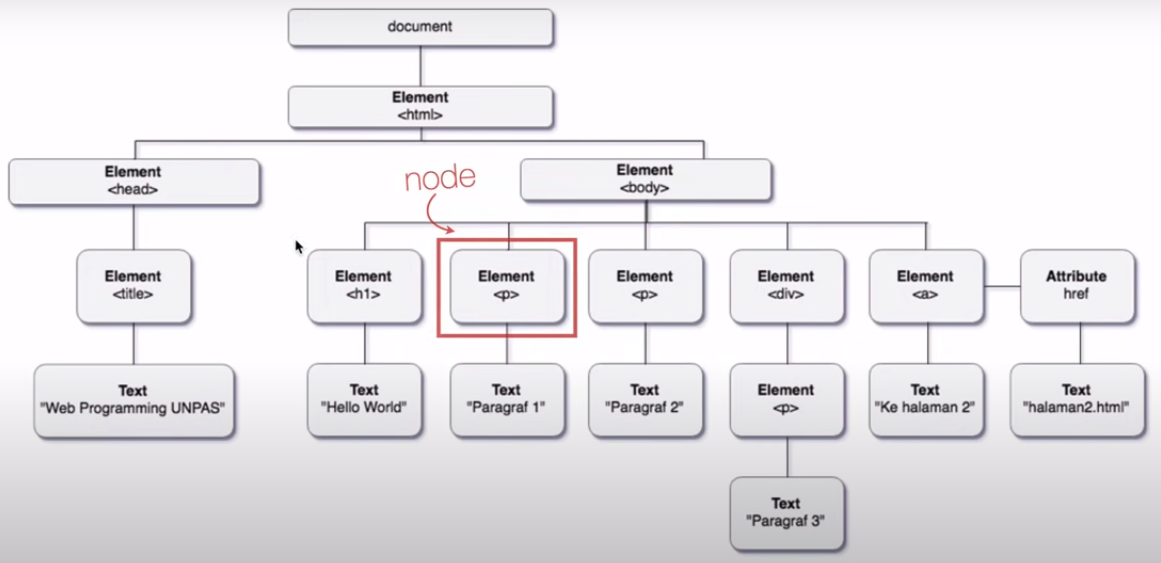 document
Element
<html>
Element
<head>
node
Element
<body>
Element
<title>
Element
<h1>
Element
<p>
Element
<p>
Element
<div>
Element
<a>
Attribute
href
Text
"Web Programming UNPAS"
Text
"Hello World"
Text
"Paragraf 1"
Text
"Paragraf 2"
Element
<p>
Text
"Ke halaman 2"
Text
"halaman2.html"
Text
"Paragraf 3"